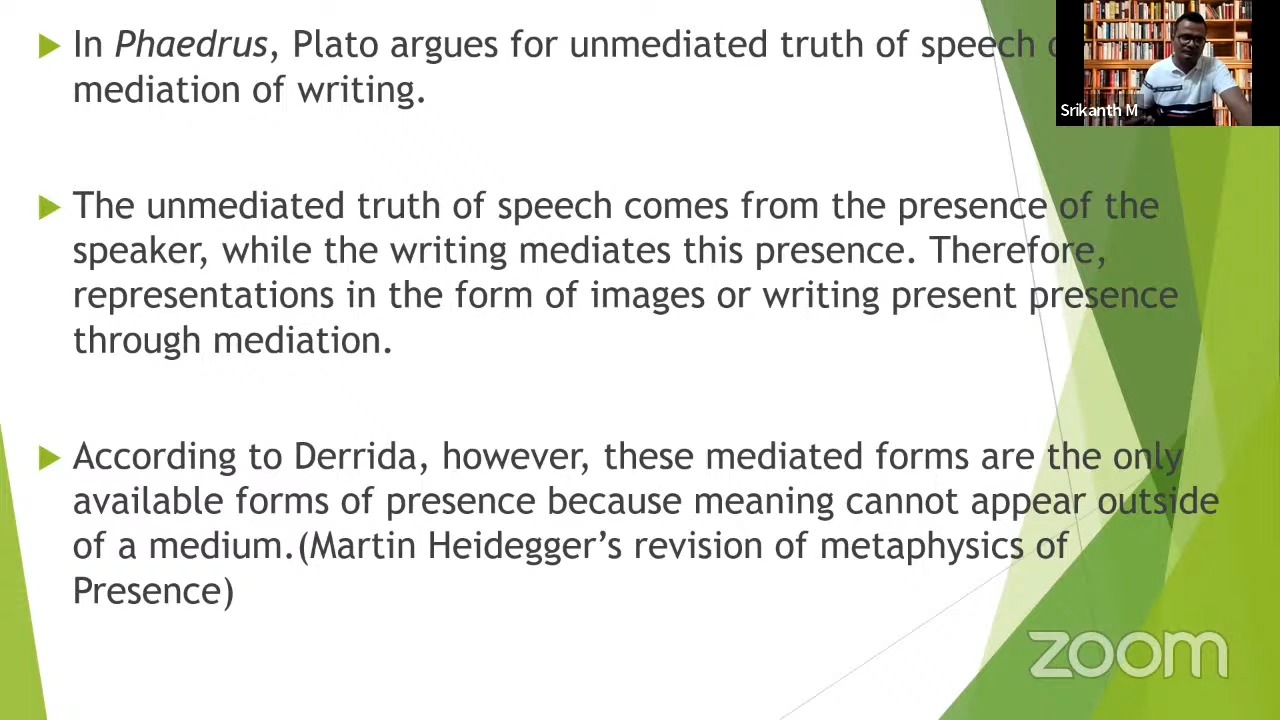 In Phaedrus, Plato argues for unmediated truth of speech
mediation of writing.
The unmediated truth of speech comes from the presence of the
speaker, while the writing mediates this presence. Therefore,
representations in the form of images or writing present presence
through mediation.
According to Derrida, however, these mediated forms are the only
available forms of presence because meaning cannot appear outside
of a medium.(Martin Heidegger’s revision of metaphysics of
Presence)
Srikanth M
zoom